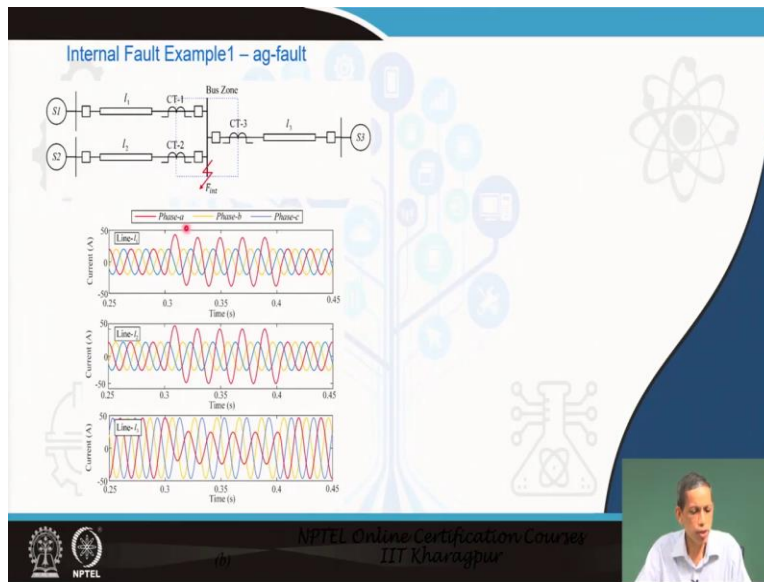 Internal Fault Example1 – ag-fault
Bus Zone
S1
l1
CT-1
CT-3
l3
S3
S2
l2
CT-2
Fint
Phase-a Phase-b Phase-c
50
0
-50
Current (A)
Line-l1
0.25 0.3 0.35 0.4 0.45
Time (s)
50
0
-50
Current (A)
Line-l2
0.25 0.3 0.35 0.4 0.45
Time (s)
50
0
-50
Current (A)
Line-l3
0.25 0.3 0.35 0.4 0.45
Time (s)
NPTEL
(b)
NPTEL Online Certification Courses
IIT Kharagpur